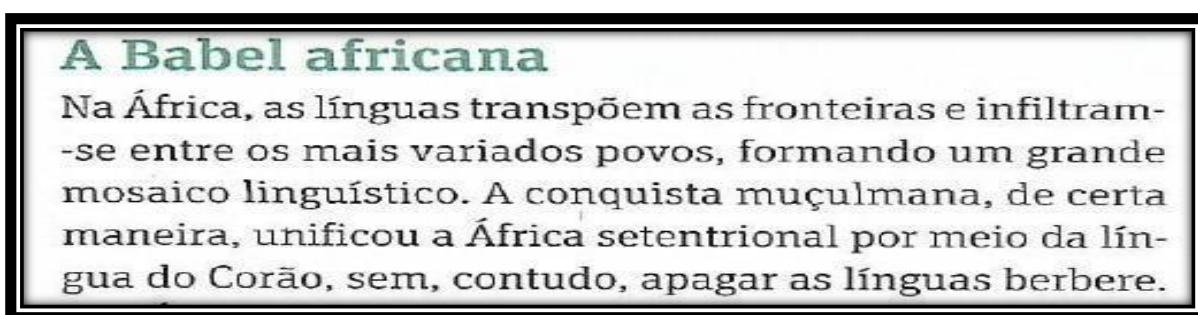 A Babel africana
Na África, as línguas transpõem as fronteiras e infiltram-
-se entre os mais variados povos, formando um grande
mosaico linguístico. A conquista muçulmana, de certa
maneira, unificou a África setentrional por meio da lín-
gua do Corão, sem, contudo, apagar as línguas berbere.